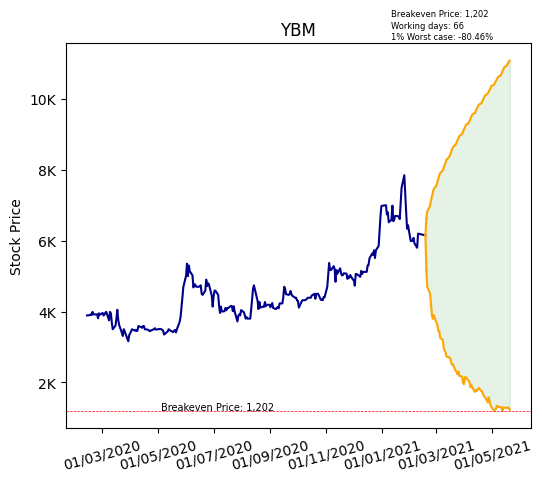 Breakeven Price: 1,202
Working days: 66
1% Worst case: -80.46%
YBM
Stock Price
10K
8K
6K
4K
2K
Breakeven Price: 1,202
01/03/2020
01/05/2020
01/07/2020
01/09/2020
01/11/2020
01/01/2021
01/03/2021
01/05/2021